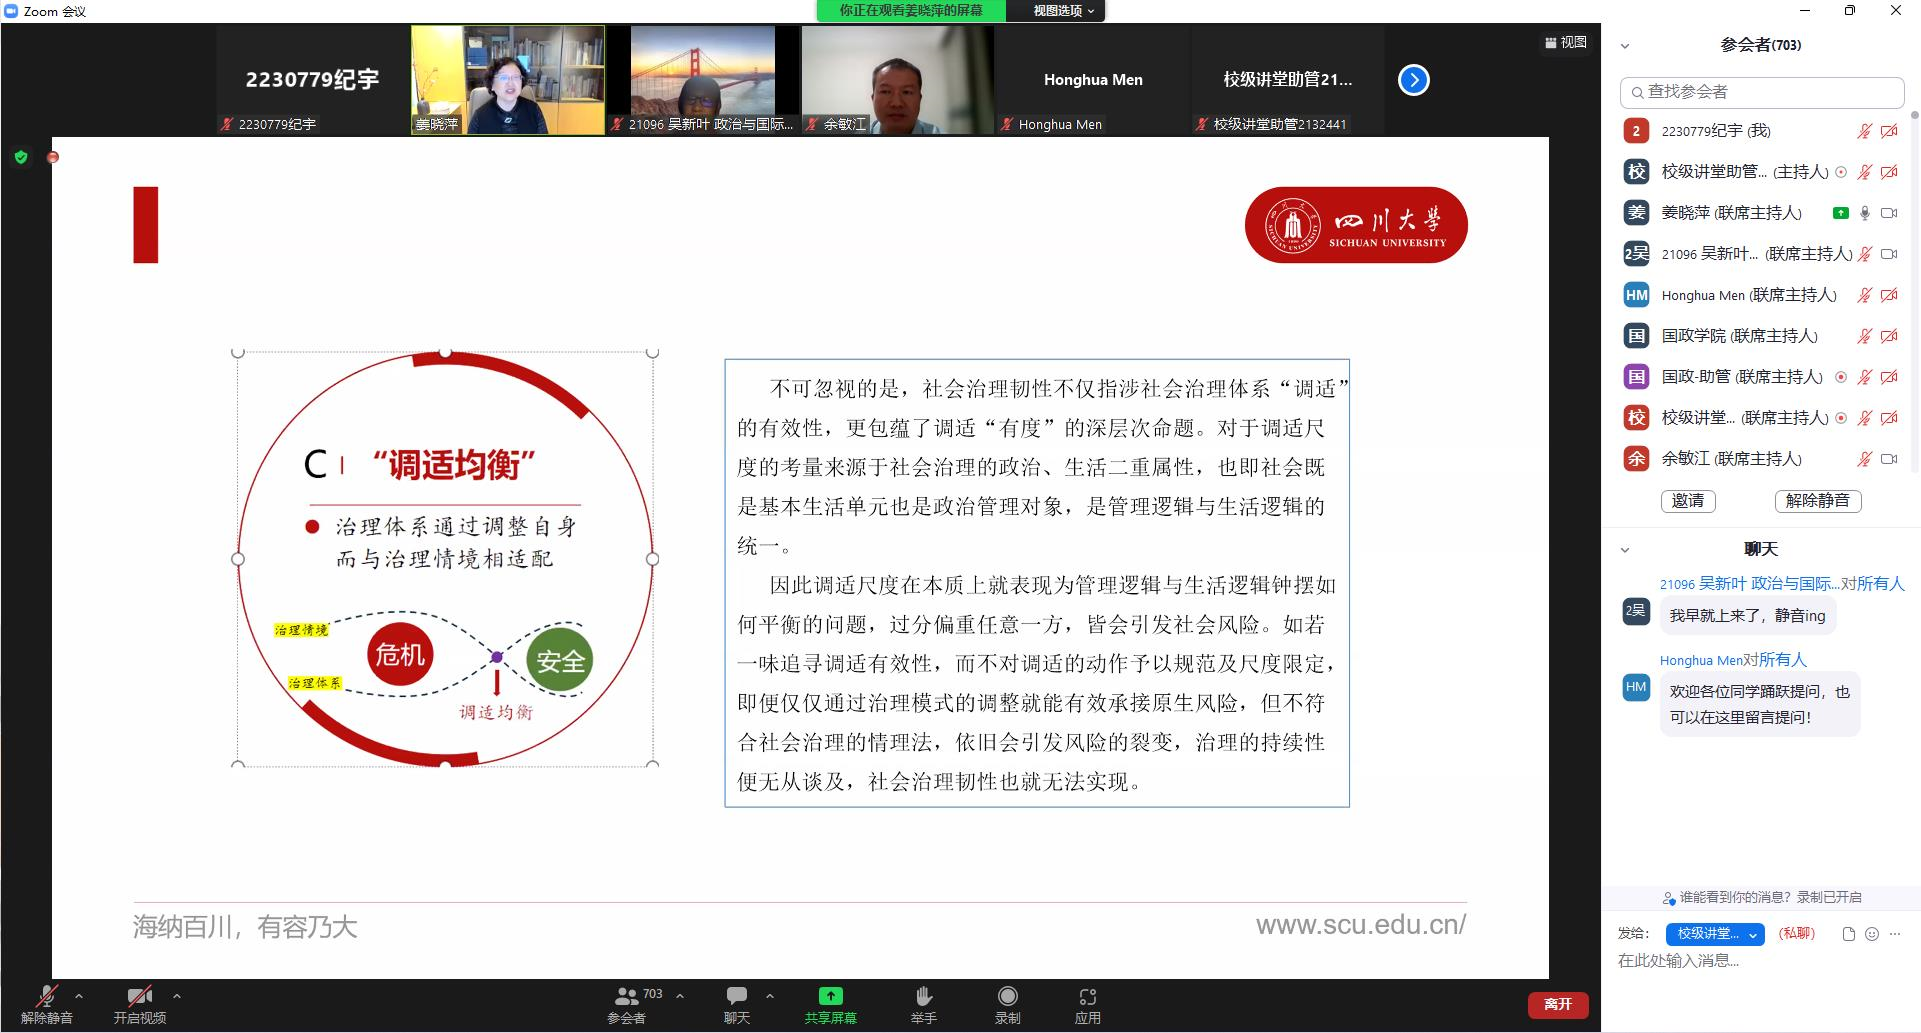 Zoom 会议
你正在观看姜晓萍的屏幕
视图选项
视图
2230779纪宇
2230779纪宇
姜晓萍
21096 吴新叶 政治与国际...
余敏江
Honghua Men
Honghua Men
校级讲堂助管21...
校级讲堂助管2132441
四川大学
SICHUAN UNIVERSITY
C
“调适均衡”
治理体系通过调整自身
而与治理情境相适配
治理情境
危机
安全
治理体系
调适均衡
不可忽视的是，社会治理韧性不仅指涉社会治理体系“调适”
的有效性，更包蕴了调适“有度”的深层次命题。对于调适尺
度的考量来源于社会治理的政治、生活二重属性，也即社会既
是基本生活单元也是政治管理对象，是管理逻辑与生活逻辑的
统一。
因此调适尺度在本质上就表现为管理逻辑与生活逻辑钟摆如
何平衡的问题，过分偏重任意一方，皆会引发社会风险。如若
一味追寻调适有效性，而不对调适的动作予以规范及尺度限定，
即便仅仅通过治理模式的调整就能有效承接原生风险，但不符
合社会治理的情理法，依旧会引发风险的裂变，治理的持续性
便无从谈及，社会治理韧性也就无法实现。
海纳百川，有容乃大
www.scu.edu.cn/
解除静音
开启视频
703
参会者
聊天
共享屏幕
举手
录制
应用
离开
参会者(703)
查找参会者
2
2230779纪宇 (我)
校
校级讲堂助管... (主持人)
姜
姜晓萍 (联席主持人)
2吴
21096 吴新叶... (联席主持人)
HM
Honghua Men (联席主持人)
国
国政学院 (联席主持人)
国
国政-助管 (联席主持人)
校
校级讲堂... (联席主持人)
余
余敏江 (联席主持人)
邀请
解除静音
聊天
21096 吴新叶 政治与国际...对所有人
2吴
我早就上来了，静音ing
Honghua Men对所有人
HM
欢迎各位同学踊跃提问，也
可以在这里留言提问！
谁能看到你的消息？录制已开启
发给：
校级讲堂...
(私聊)
在此处输入消息...